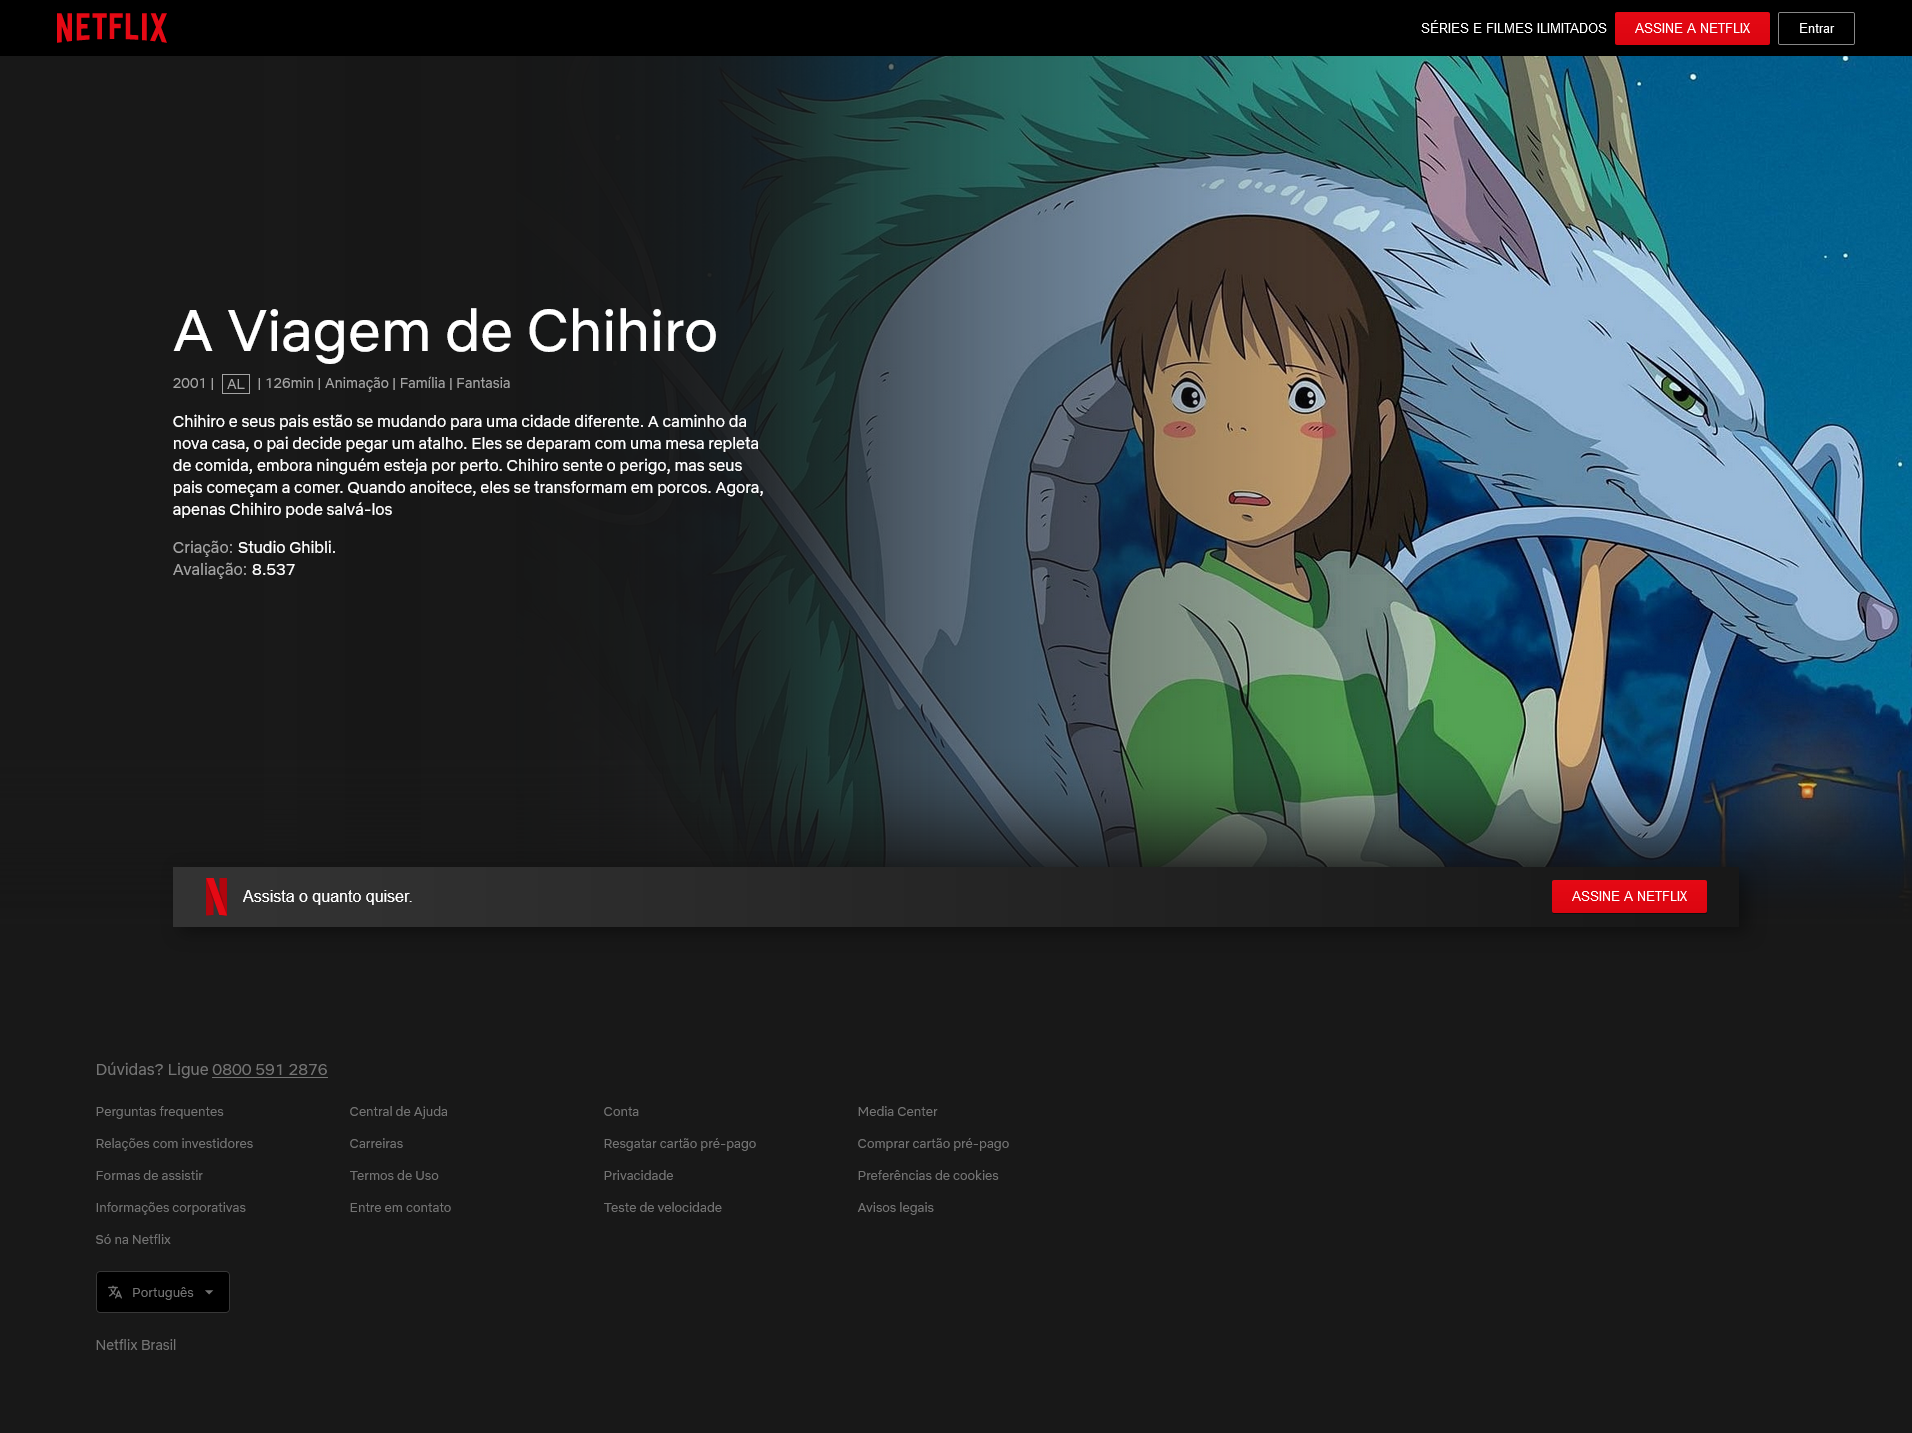 NETFLIX
SÉRIES E FILMES ILIMITADOS
ASSINE A NETFLIX
Entrar
A Viagem de Chihiro
2001 | AL | 126min | Animação | Família | Fantasia
Chihiro e seus pais estão se mudando para uma cidade diferente. A caminho da
nova casa, o pai decide pegar um atalho. Eles se deparam com uma mesa repleta
de comida, embora ninguém esteja por perto. Chihiro sente o perigo, mas seus
pais começam a comer. Quando anoitece, eles se transformam em porcos. Agora,
apenas Chihiro pode salvá-los
Criação: Studio Ghibli.
Avaliação: 8.537
N
Assista o quanto quiser.
ASSINE A NETFLIX
Dúvidas? Ligue 0800 591 2876
Perguntas frequentes
Central de Ajuda
Conta
Media Center
Relações com investidores
Carreiras
Resgatar cartão pré-pago
Comprar cartão pré-pago
Formas de assistir
Termos de Uso
Privacidade
Preferências de cookies
Informações corporativas
Entre em contato
Teste de velocidade
Avisos legais
Só na Netflix
Português
Netflix Brasil